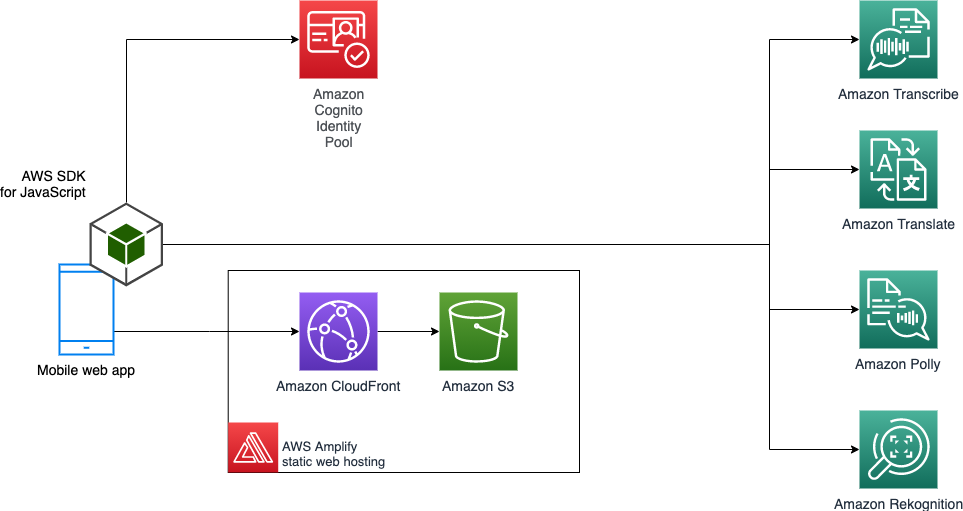 Amazon
Cognito
Identity
Pool
Amazon Transcribe
AWS SDK
for JavaScript
A
文
Amazon Translate
Mobile web app
Amazon CloudFront
Amazon S3
Amazon Polly
AWS Amplify
static web hosting
Amazon Rekognition